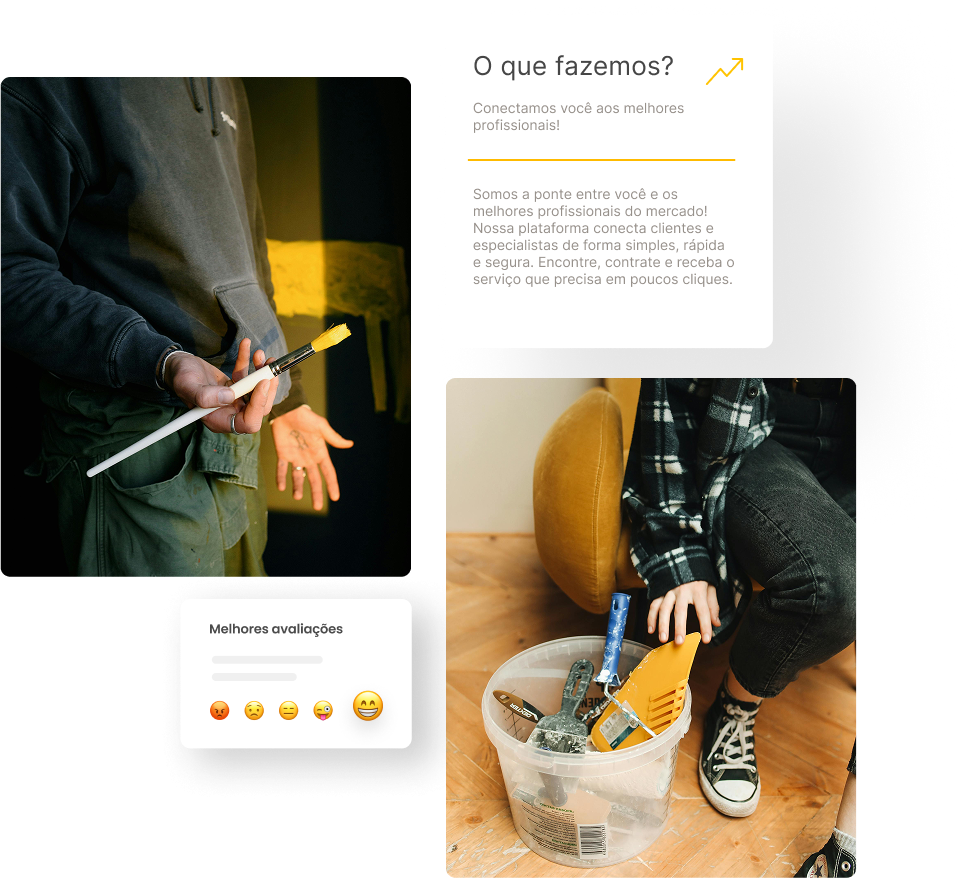 O que fazemos?
Conectamos você aos melhores
profissionais!
Somos a ponte entre você e os
melhores profissionais do mercado!
Nossa plataforma conecta clientes e
especialistas de forma simples, rápida
e segura. Encontre, contrate e receba o
serviço que precisa em poucos cliques.
Melhores avaliações